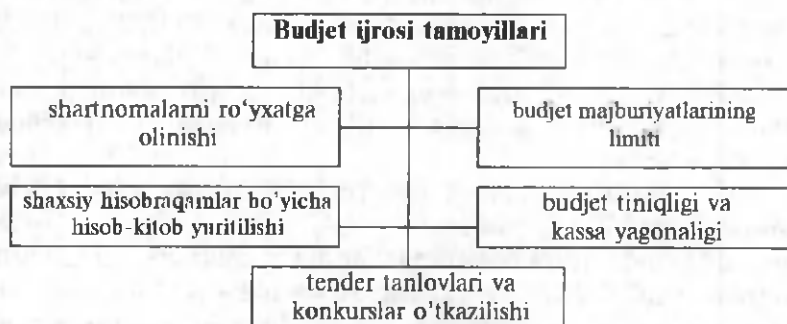 Budjet ijrosi tamoyillari
shartnomalarni ro‘yxatga
olinishi
budjet majburiyatlarining
limiti
shaxsiy hisobraqamlar bo‘yicha
hisob-kitob yuritilishi
budjet tiniqligi va
kassa yagonaligi
tender tanlovlari va
konkurslar o‘tkazilishi